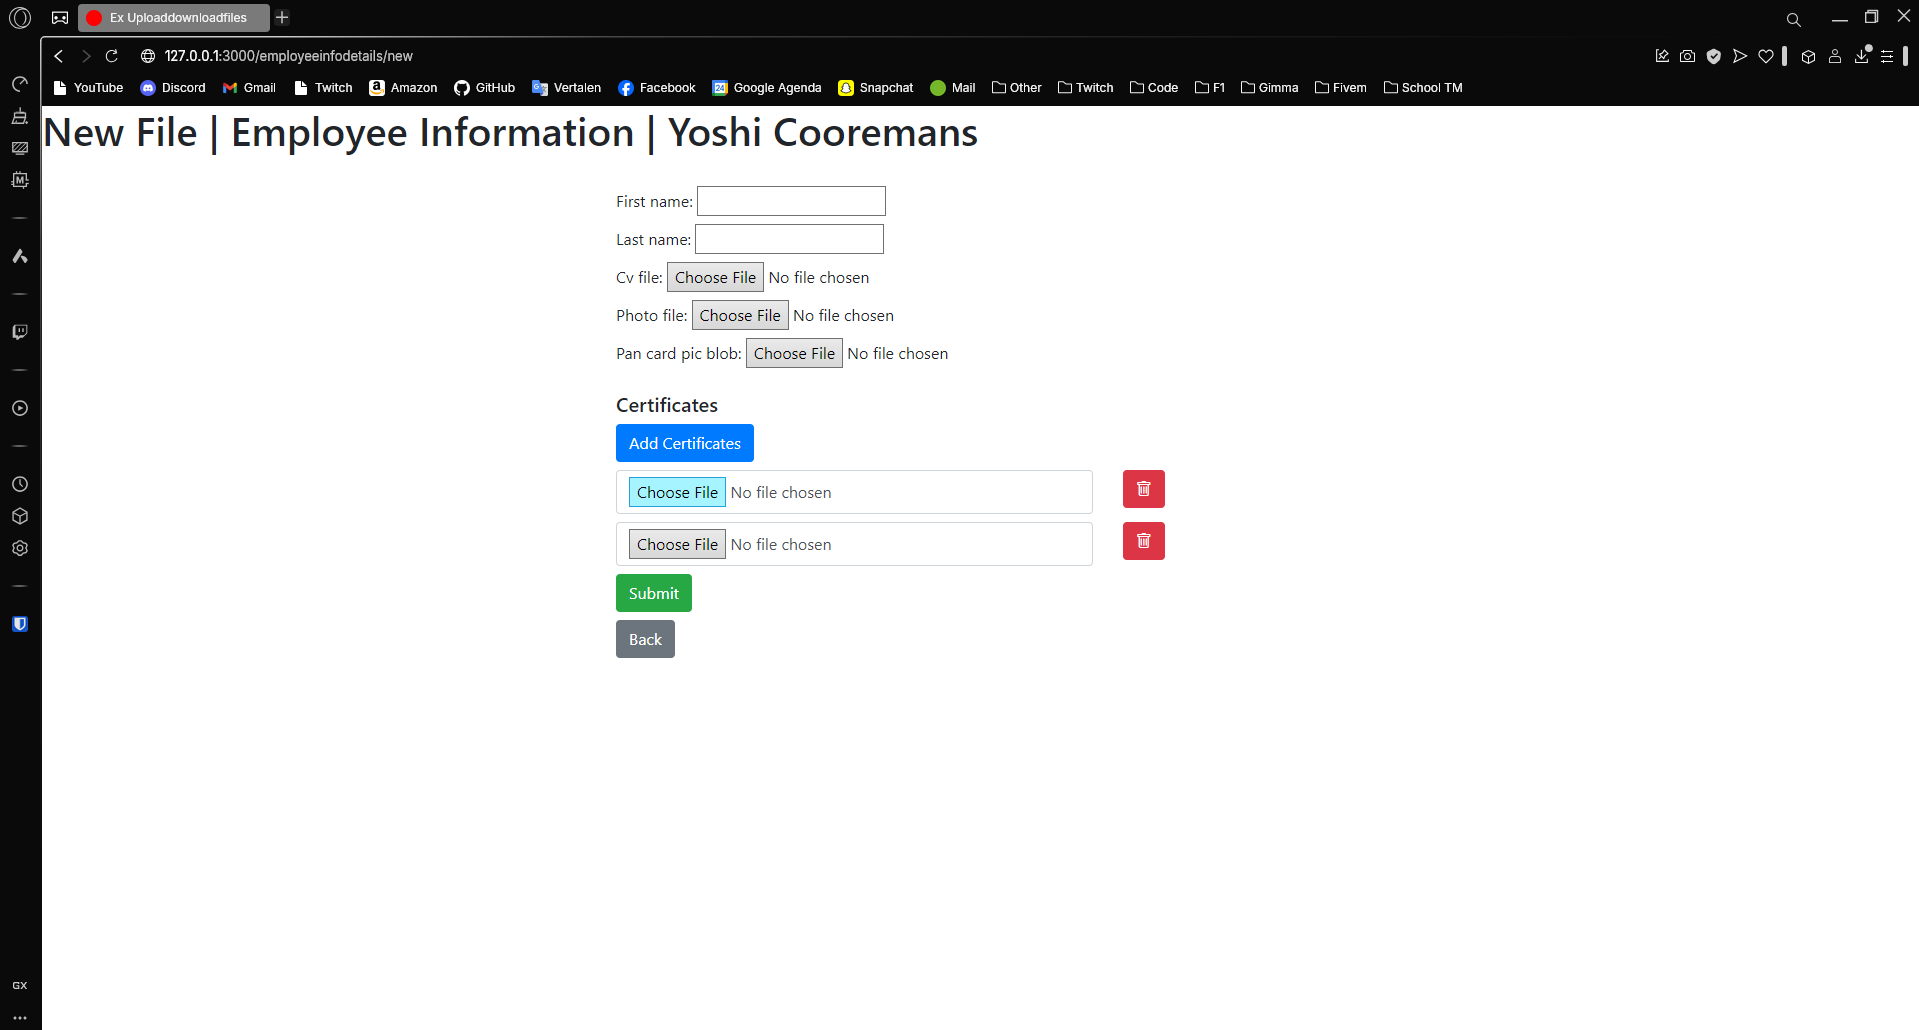 Ex Uploaddownloadfiles
127.0.0.1:3000/employeeinfodetails/new
YouTube Discord Gmail Twitch Amazon GitHub Vertalen Facebook 24 Google Agenda Snapchat Mail Other Twitch Code F1 Gimma Fivem School TM
New File | Employee Information | Yoshi Cooremans
First name:
Last name:
Cv file: Choose File No file chosen
Photo file: Choose File No file chosen
Pan card pic blob: Choose File No file chosen
Certificates
Add Certificates
Choose File No file chosen
Choose File No file chosen
Submit
Back
GX